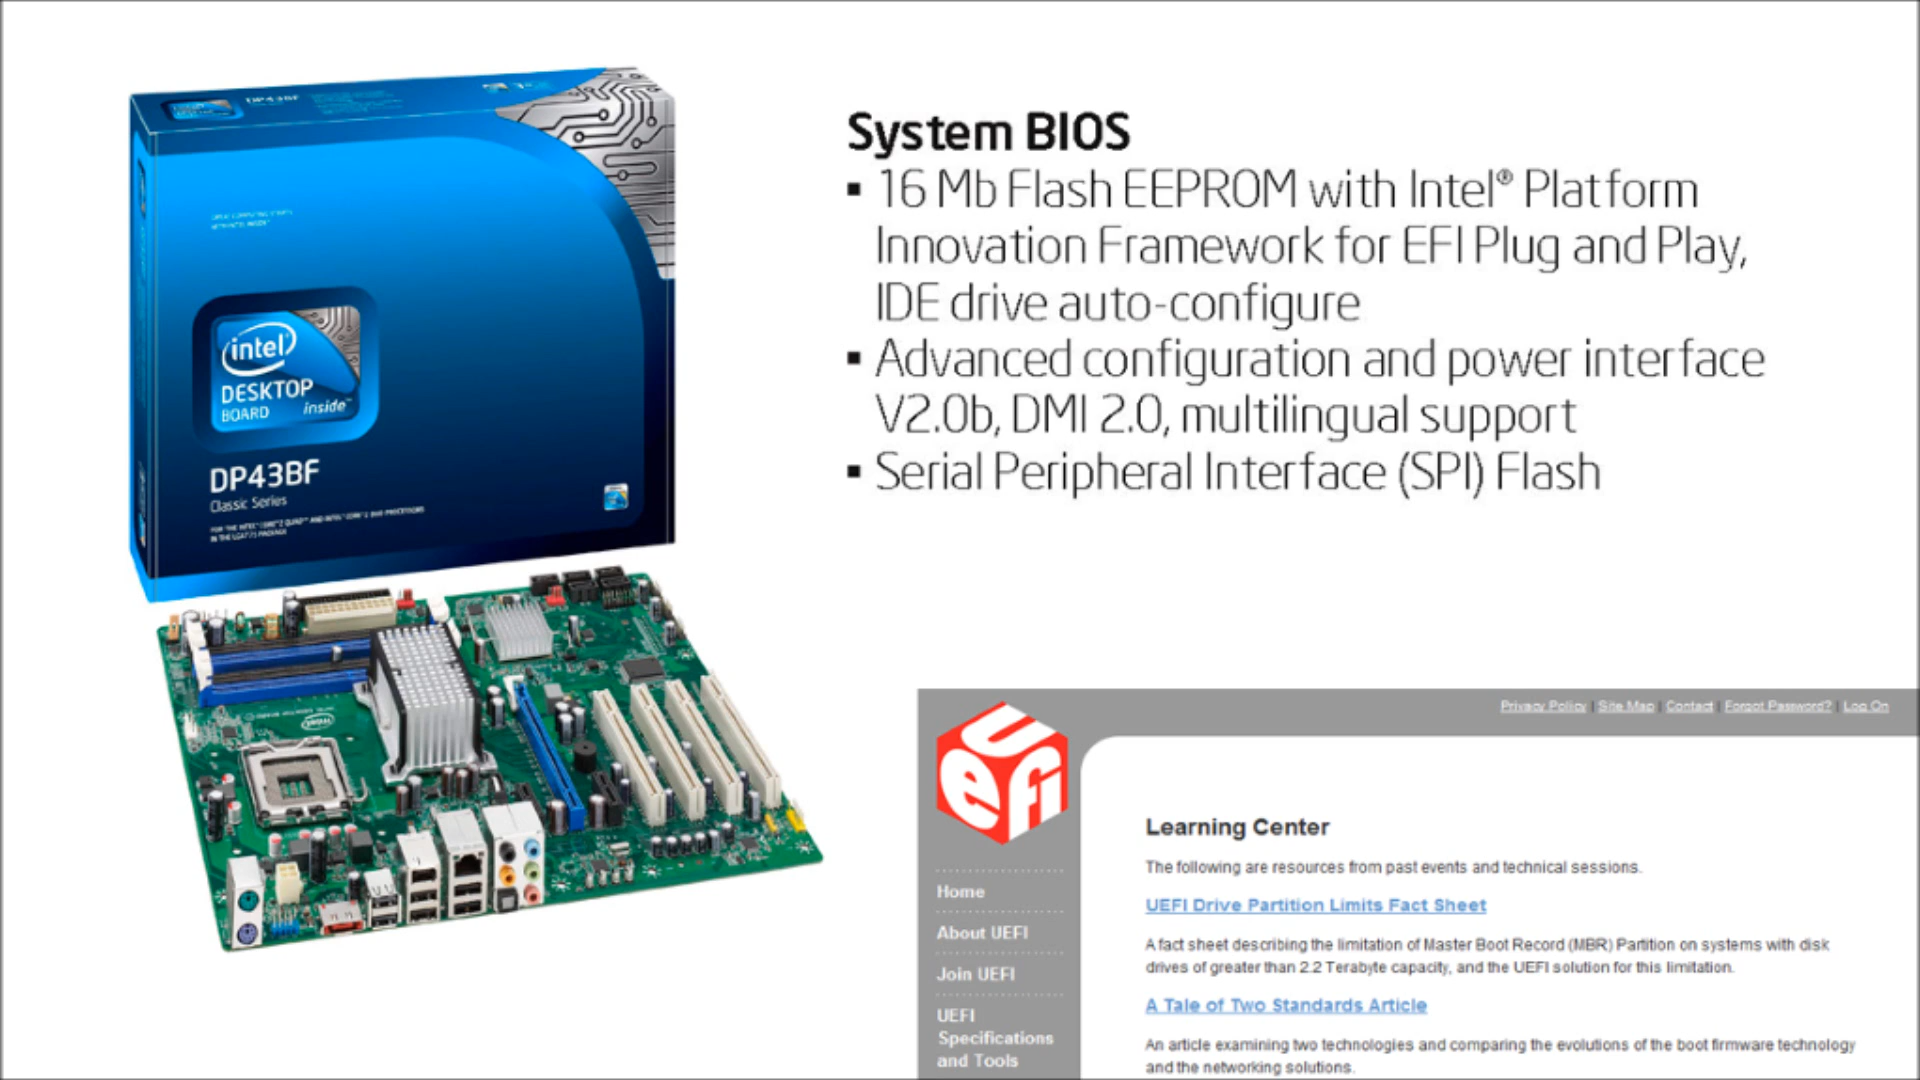 DP43BF
intel
DESKTOP
BOARD inside™
DP43BF
Classic Series
System BIOS
▪ 16 Mb Flash EEPROM with Intel® Platform
Innovation Framework for EFI Plug and Play,
IDE drive auto-configure
▪ Advanced configuration and power interface
V2.0b, DMI 2.0, multilingual support
▪ Serial Peripheral Interface (SPI) Flash
intel
Privacy Policy | Site Map | Contact | Forgot Password? | Log On
UEFI
Home
About UEFI
Join UEFI
UEFI
Specifications
and Tools
Learning Center
The following are resources from past events and technical sessions.
UEFI Drive Partition Limits Fact Sheet
A fact sheet describing the limitation of Master Boot Record (MBR) Partition on systems with disk
drives of greater than 2.2 Terabyte capacity, and the UEFI solution for this limitation.
A Tale of Two Standards Article
An article examining two technologies and comparing the evolutions of the boot firmware technology
and the networking solutions.